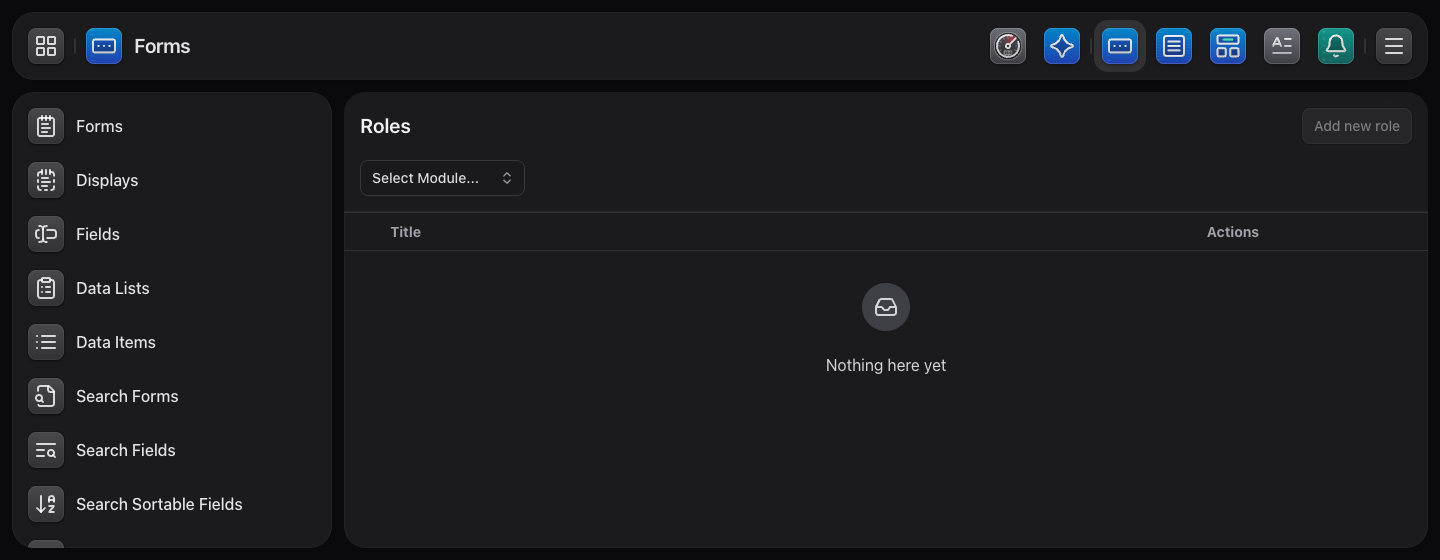 Forms
Forms
Displays
Fields
Data Lists
Data Items
Search Forms
Search Fields
Search Sortable Fields
Roles
Add new role
Select Module...
Title
Actions
Nothing here yet